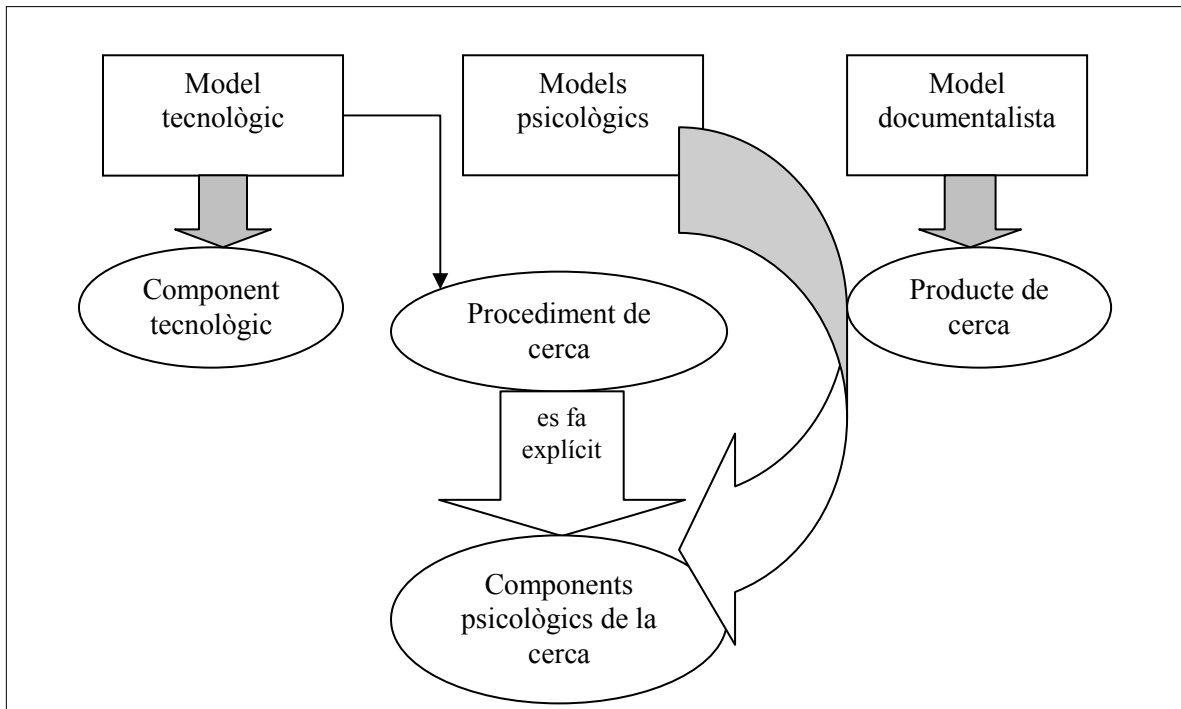 Model
tecnològic
Models
psicològics
Model
documentalista
Component
tecnològic
Procediment de
cerca
Producte de
cerca
es fa
explícit
Components
psicològics de la
cerca